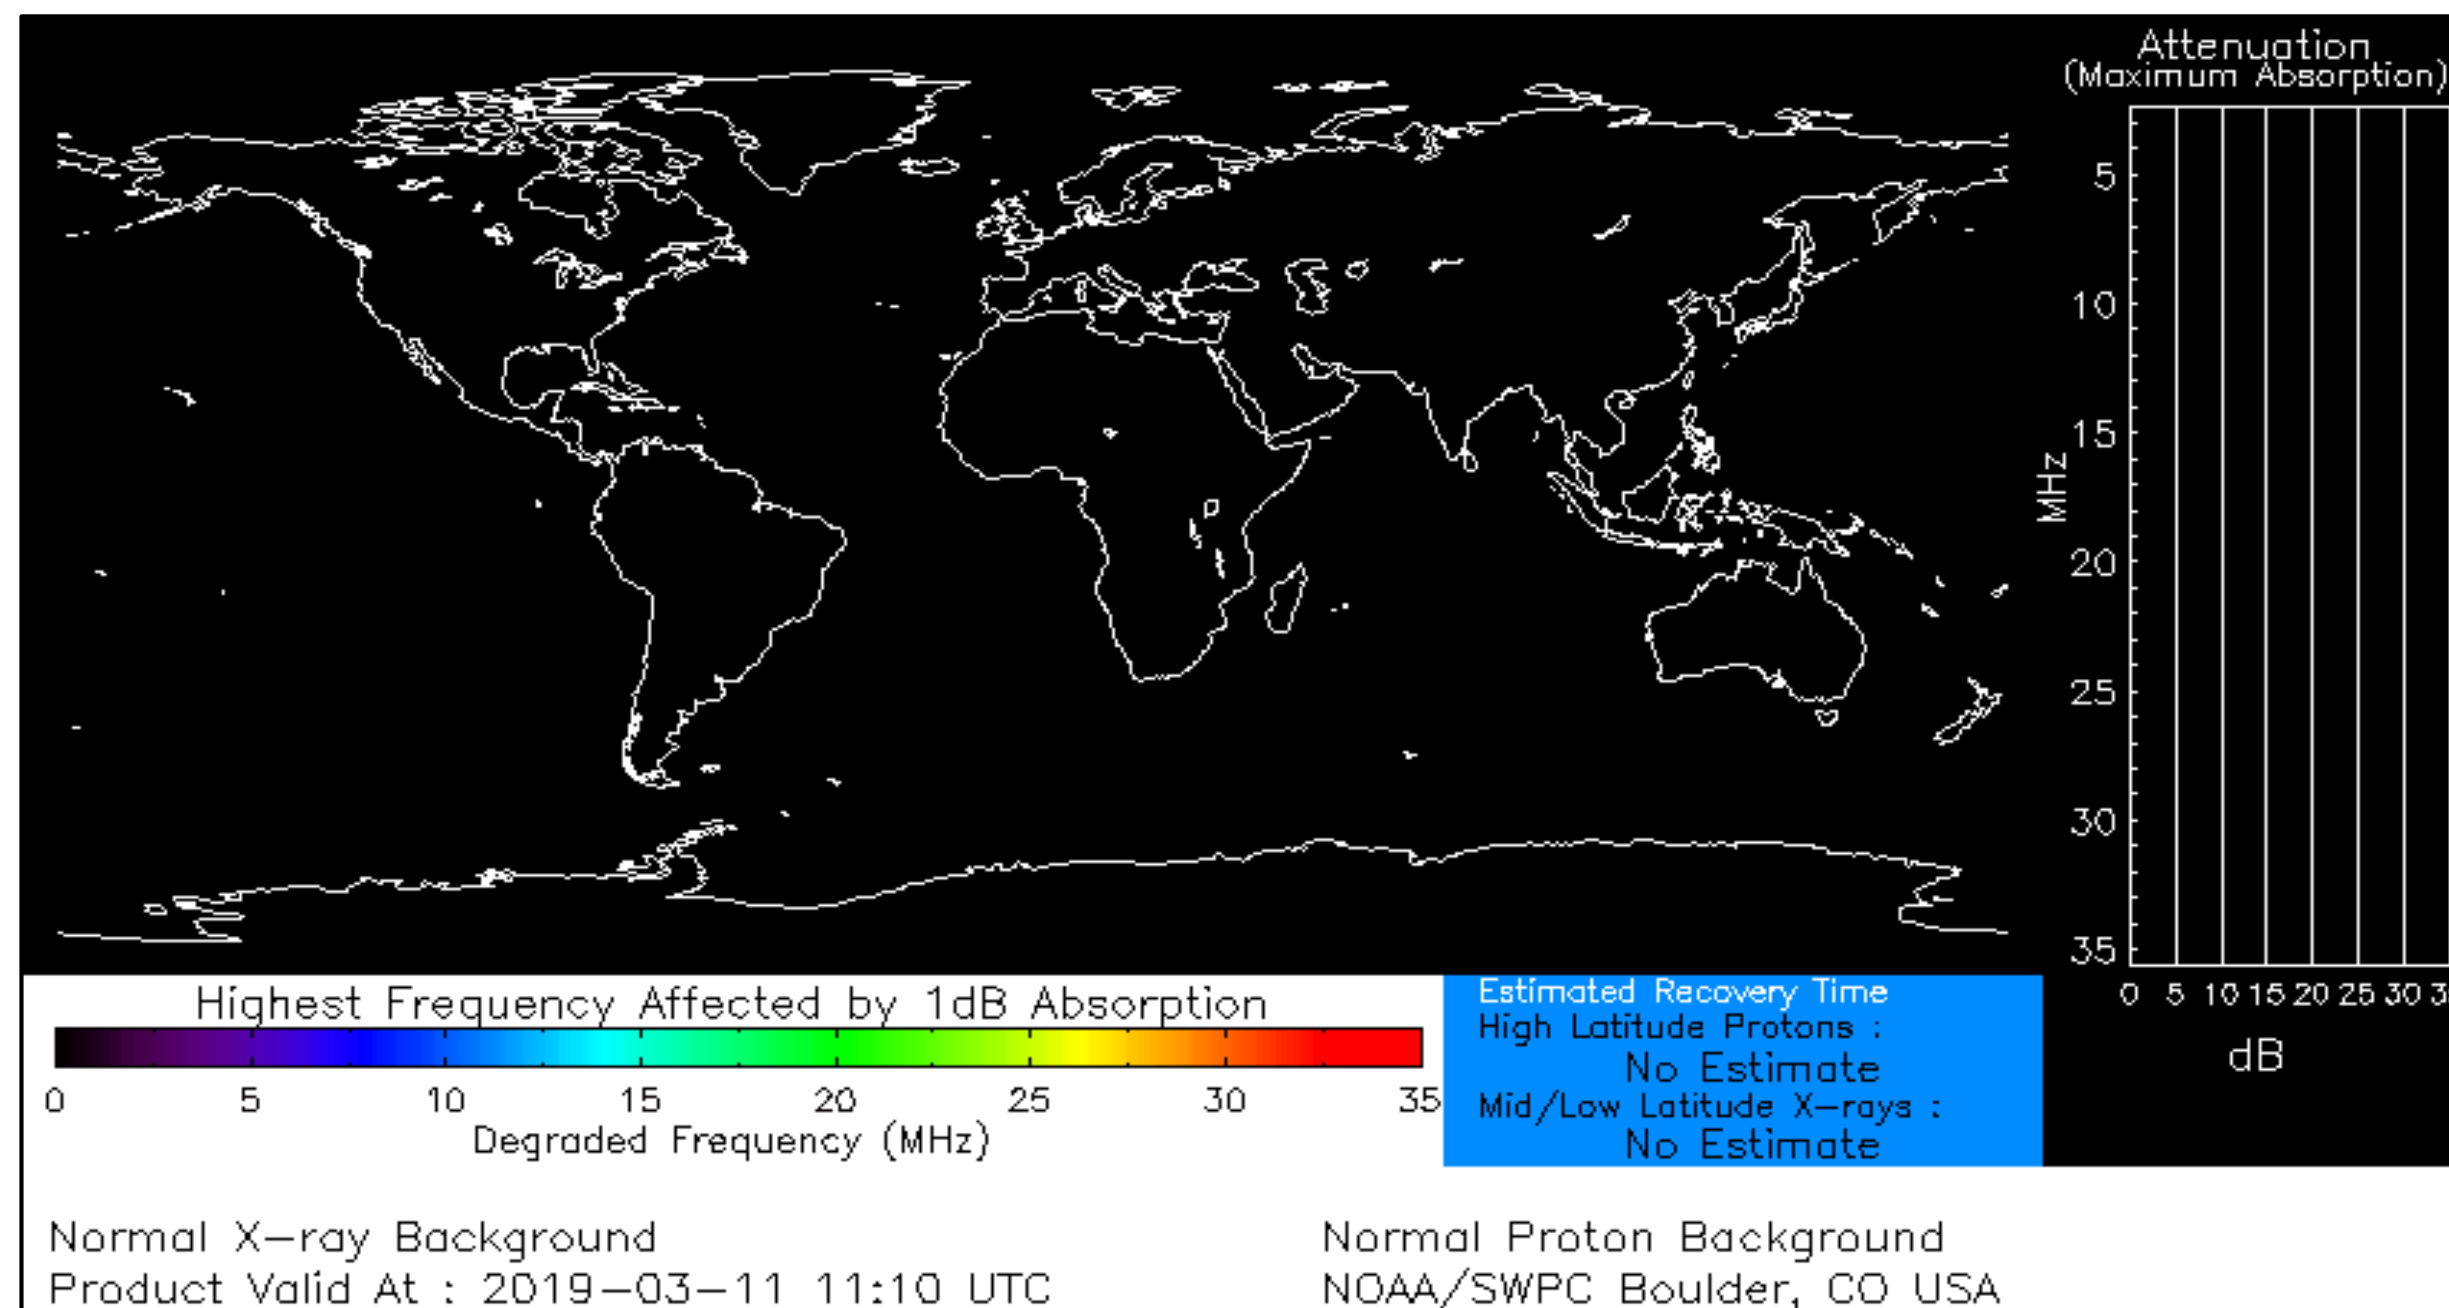 Attenuation
(Maximum Absorption)
5
10
15
20
25
30
35
MHz
0 5 10 15 20 25 30
dB
Highest Frequency Affected by 1dB Absorption
0 5 10 15 20 25 30 35
Degraded Frequency (MHz)
Estimated Recovery Time
High Latitude Protons :
No Estimate
Mid/Low Latitude X-rays :
No Estimate
Normal X-ray Background
Normal Proton Background
Product Valid At : 2019-03-11 11:10 UTC
NOAA/SWPC Boulder, CO USA